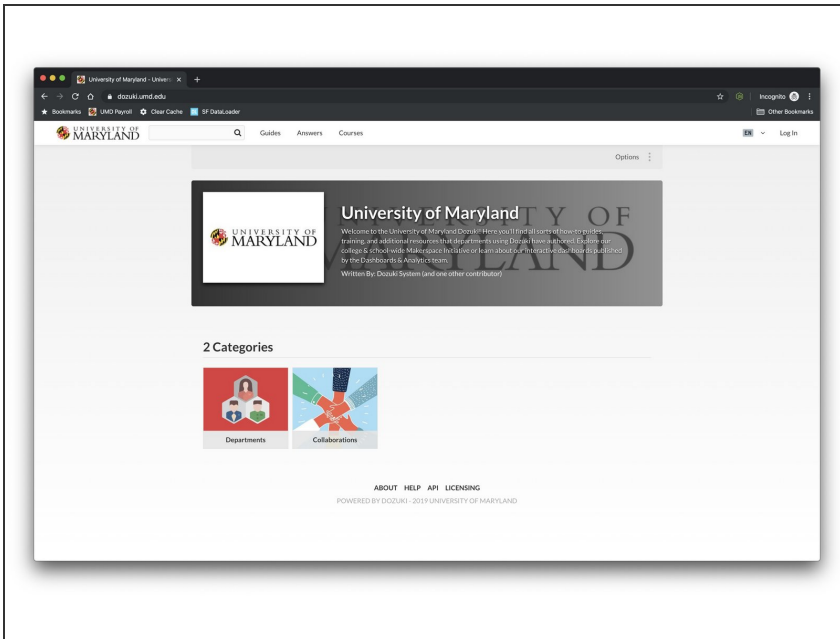 University of Maryland - Univers
dozuki.umd.edu
Incognito
Bookmarks UMD Payroll Clear Cache SF DataLoader Other Bookmarks
UNIVERSITY OF
MARYLAND
Guides Answers Courses EN Log In
Options
UNIVERSITY OF
MARYLAND
UNIVERSITY OF
MARYLAND
University of Maryland
Welcome to the University of Maryland Dozuki! Here you'll find all sorts of how-to guides,
training, and additional resources that departments using Dozuki have authored. Explore our
college & school-wide Makerspace Initiative or learn about our interactive dashboards published
by the Dashboards & Analytics team.
Written By: Dozuki System (and one other contributor)
2 Categories
Departments Collaborations
ABOUT HELP API LICENSING
POWERED BY DOZUKI - 2019 UNIVERSITY OF MARYLAND